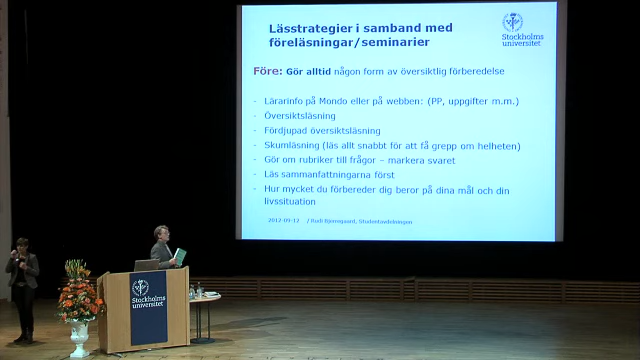 Lässtrategier i samband med
föreläsningar/seminarier
Stockholms
universitet
Före: Gör alltid någon form av översiktlig förberedelse
- Lärarinfo på Mondo eller på webben: (PP, uppgifter m.m.)
- Översiktsläsning
- Fördjupad översiktsläsning
- Skumläsning (läs allt snabbt för att få grepp om helheten)
- Gör om rubriker till frågor – markera svaret
- Läs sammanfattningarna först
- Hur mycket du förbereder dig beror på dina mål och din
livssituation
2012-09-12 / Rudi Bjernegaard, Studentavdelningen
Stockholms
universitet